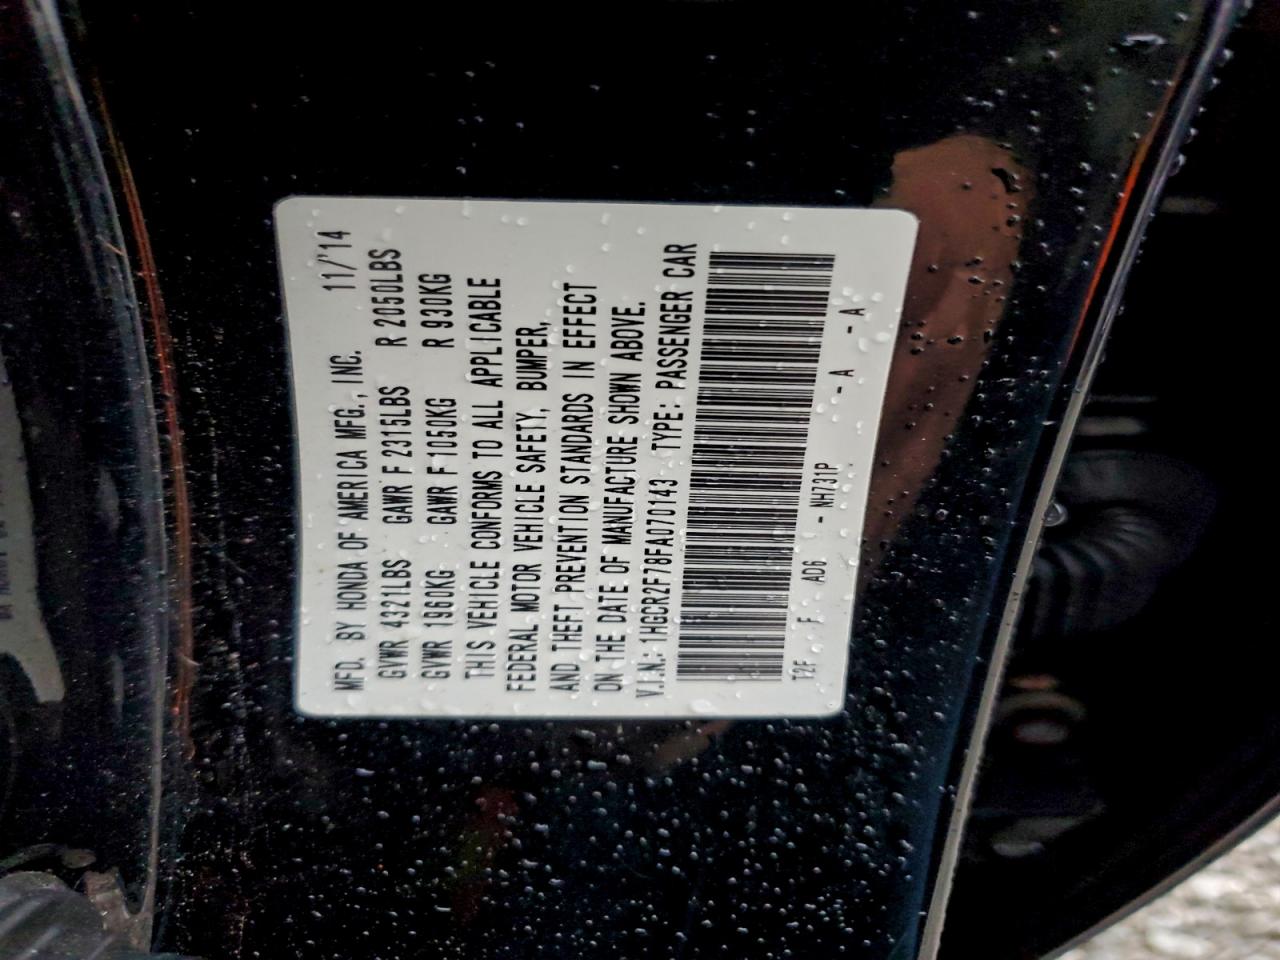 MFD. BY HONDA OF AMERICA MFG., INC. 11/'14
GVWR 4321LBS GAWR F 2315LBS R 2050LBS
GVWR 1960KG GAWR F 1050KG R 930KG
THIS VEHICLE CONFORMS TO ALL APPLICABLE
FEDERAL MOTOR VEHICLE SAFETY, BUMPER,
AND THEFT PREVENTION STANDARDS IN EFFECT
ON THE DATE OF MANUFACTURE SHOWN ABOVE.
V.I.N.: 1HGCR2F78FA070143 TYPE: PASSENGER CAR
T2F F AD6 - NH731P - - A - A